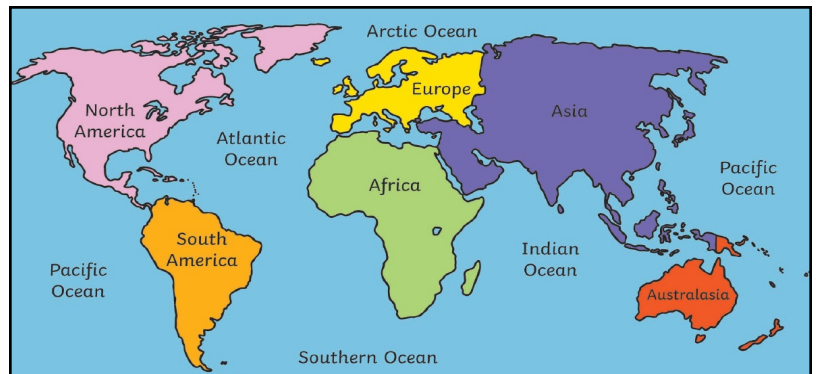 Arctic Ocean
Europe
North
America
Asia
Atlantic
Ocean
Africa
Pacific
Ocean
South
America
Indian
Ocean
Pacific
Ocean
Australasia
Southern Ocean